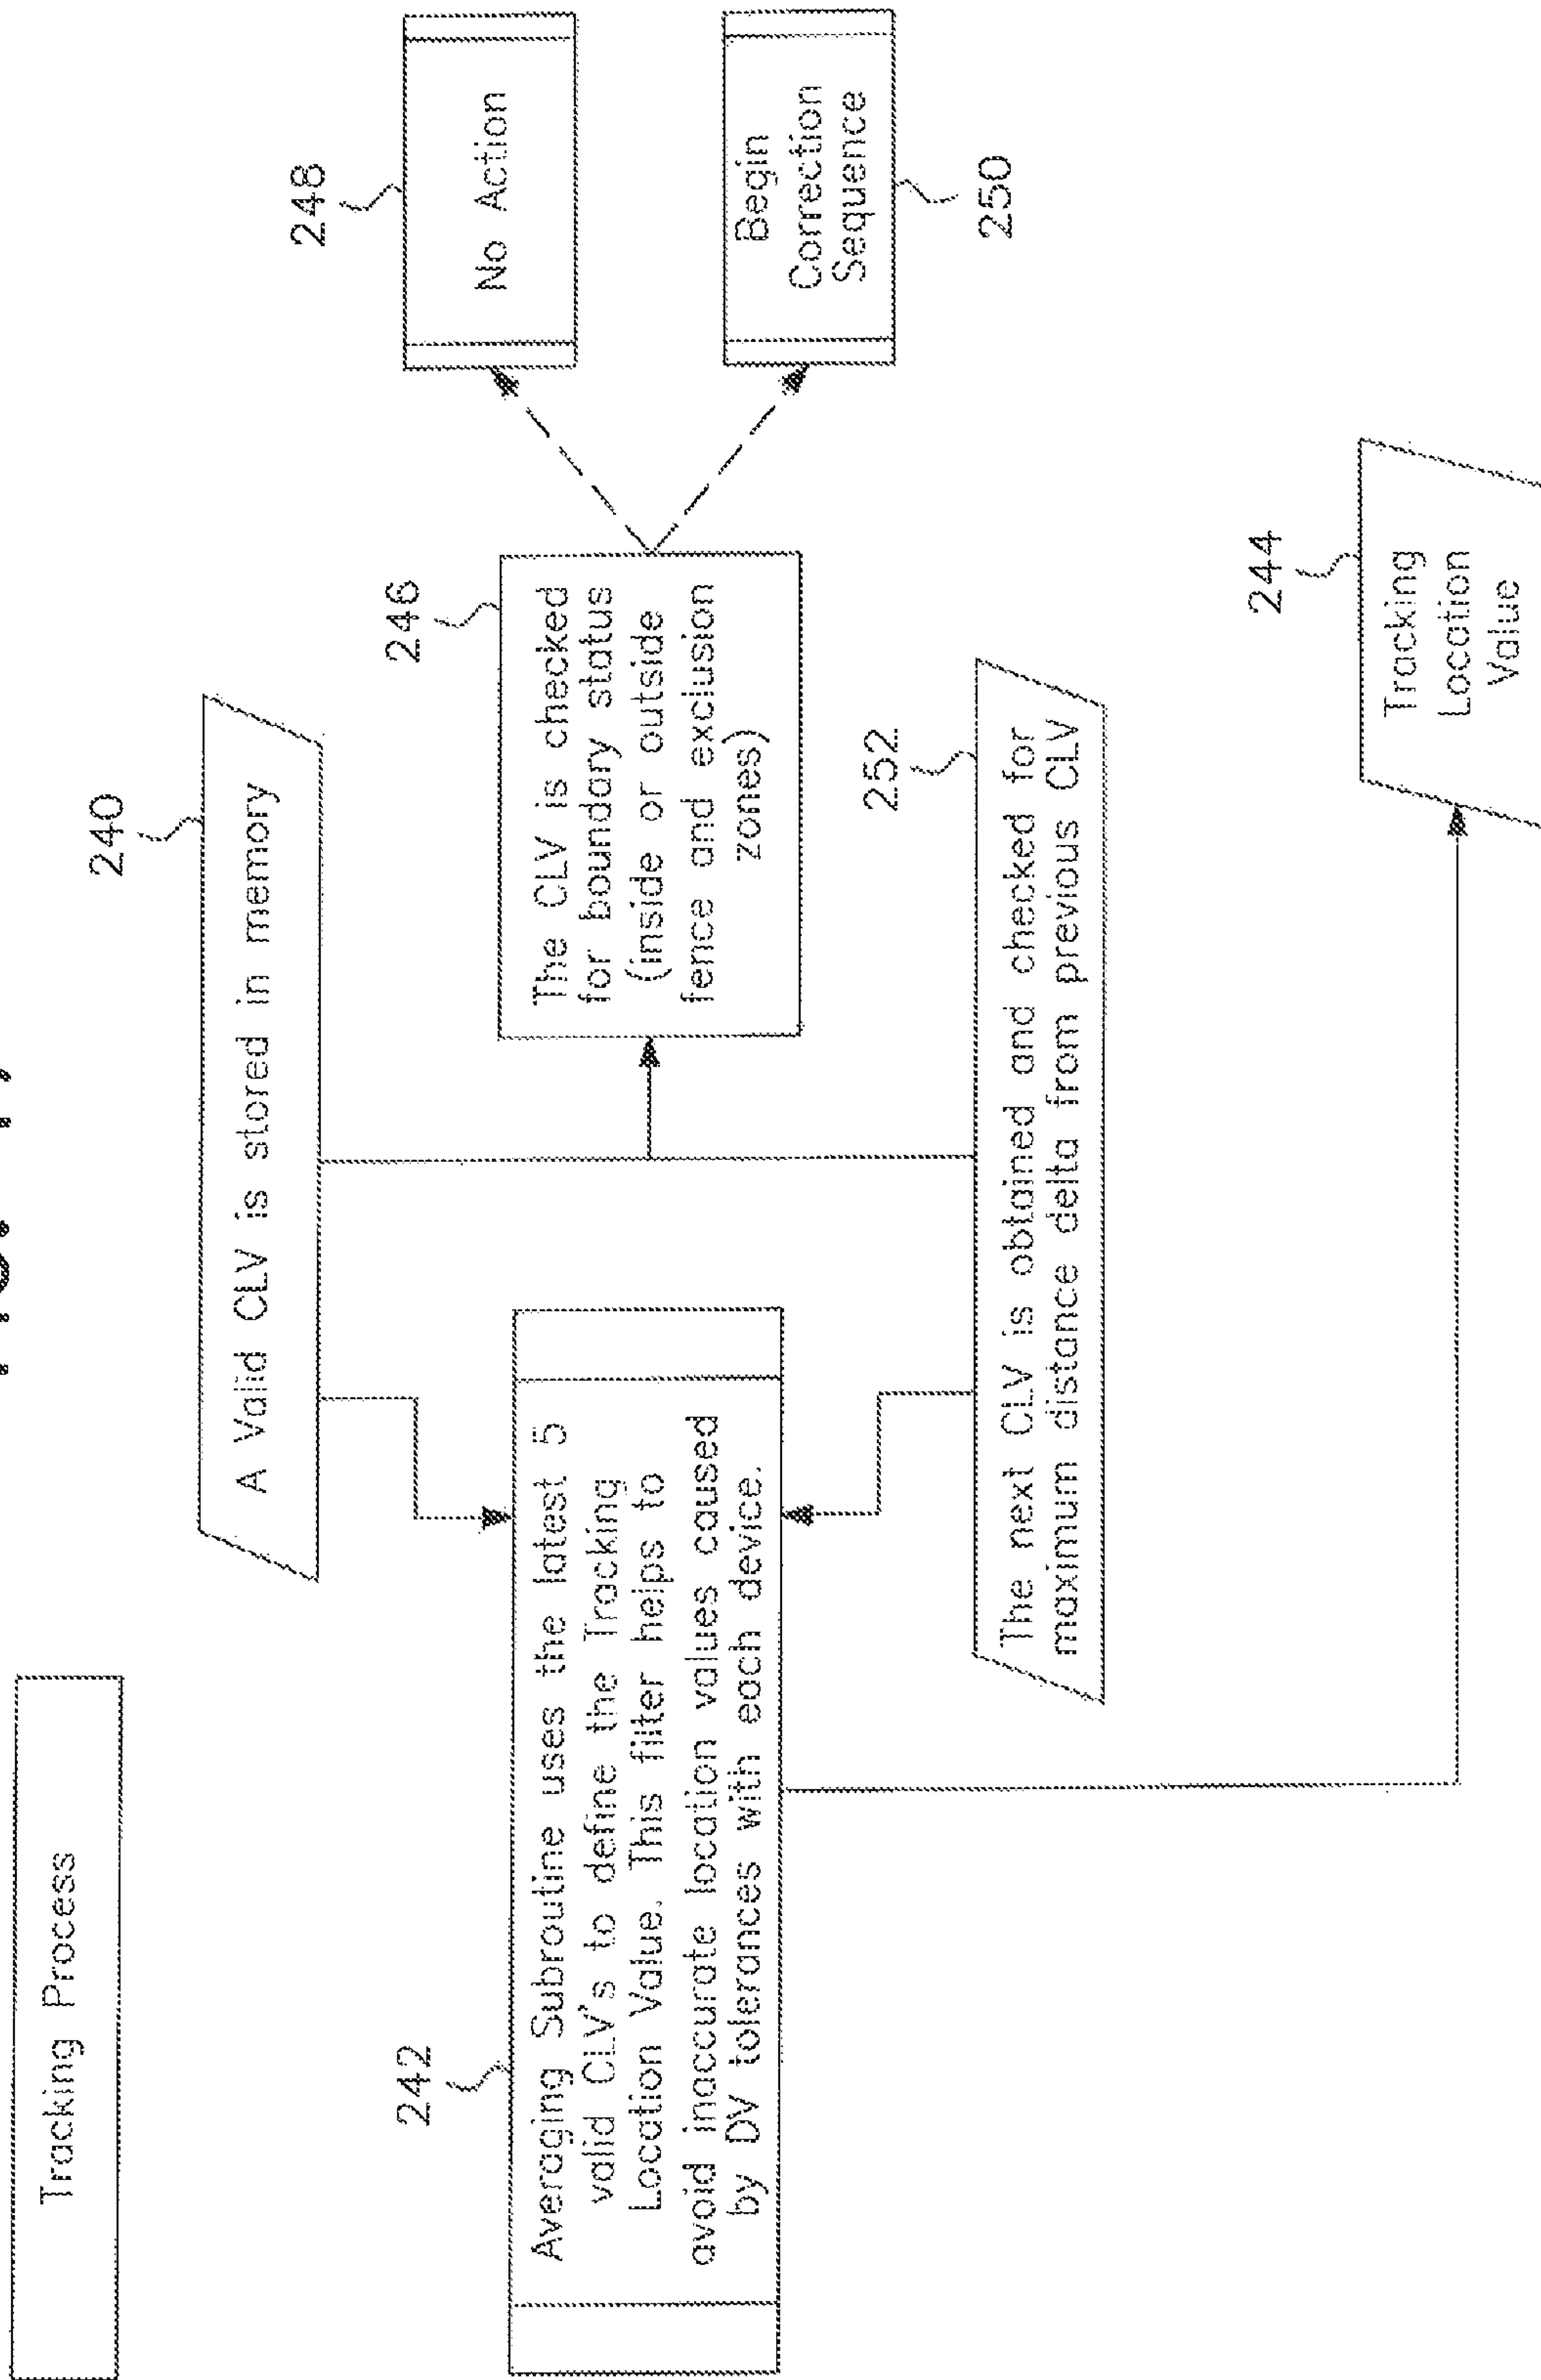 Tracking Process
240
A Valid CLV is stored in memory
242
Averaging Subroutine uses the latest 5
valid CLV's to define the Tracking
Location Value. This filter helps to
avoid inaccurate location values caused
by DV tolerances with each device.
246
The CLV is checked
for boundary status
(inside or outside
fence and exclusion
zones)
248
No Action
Begin
Correction
Sequence
250
252
The next CLV is obtained and checked for
maximum distance delta from previous CLV
244
Tracking
Location
Value